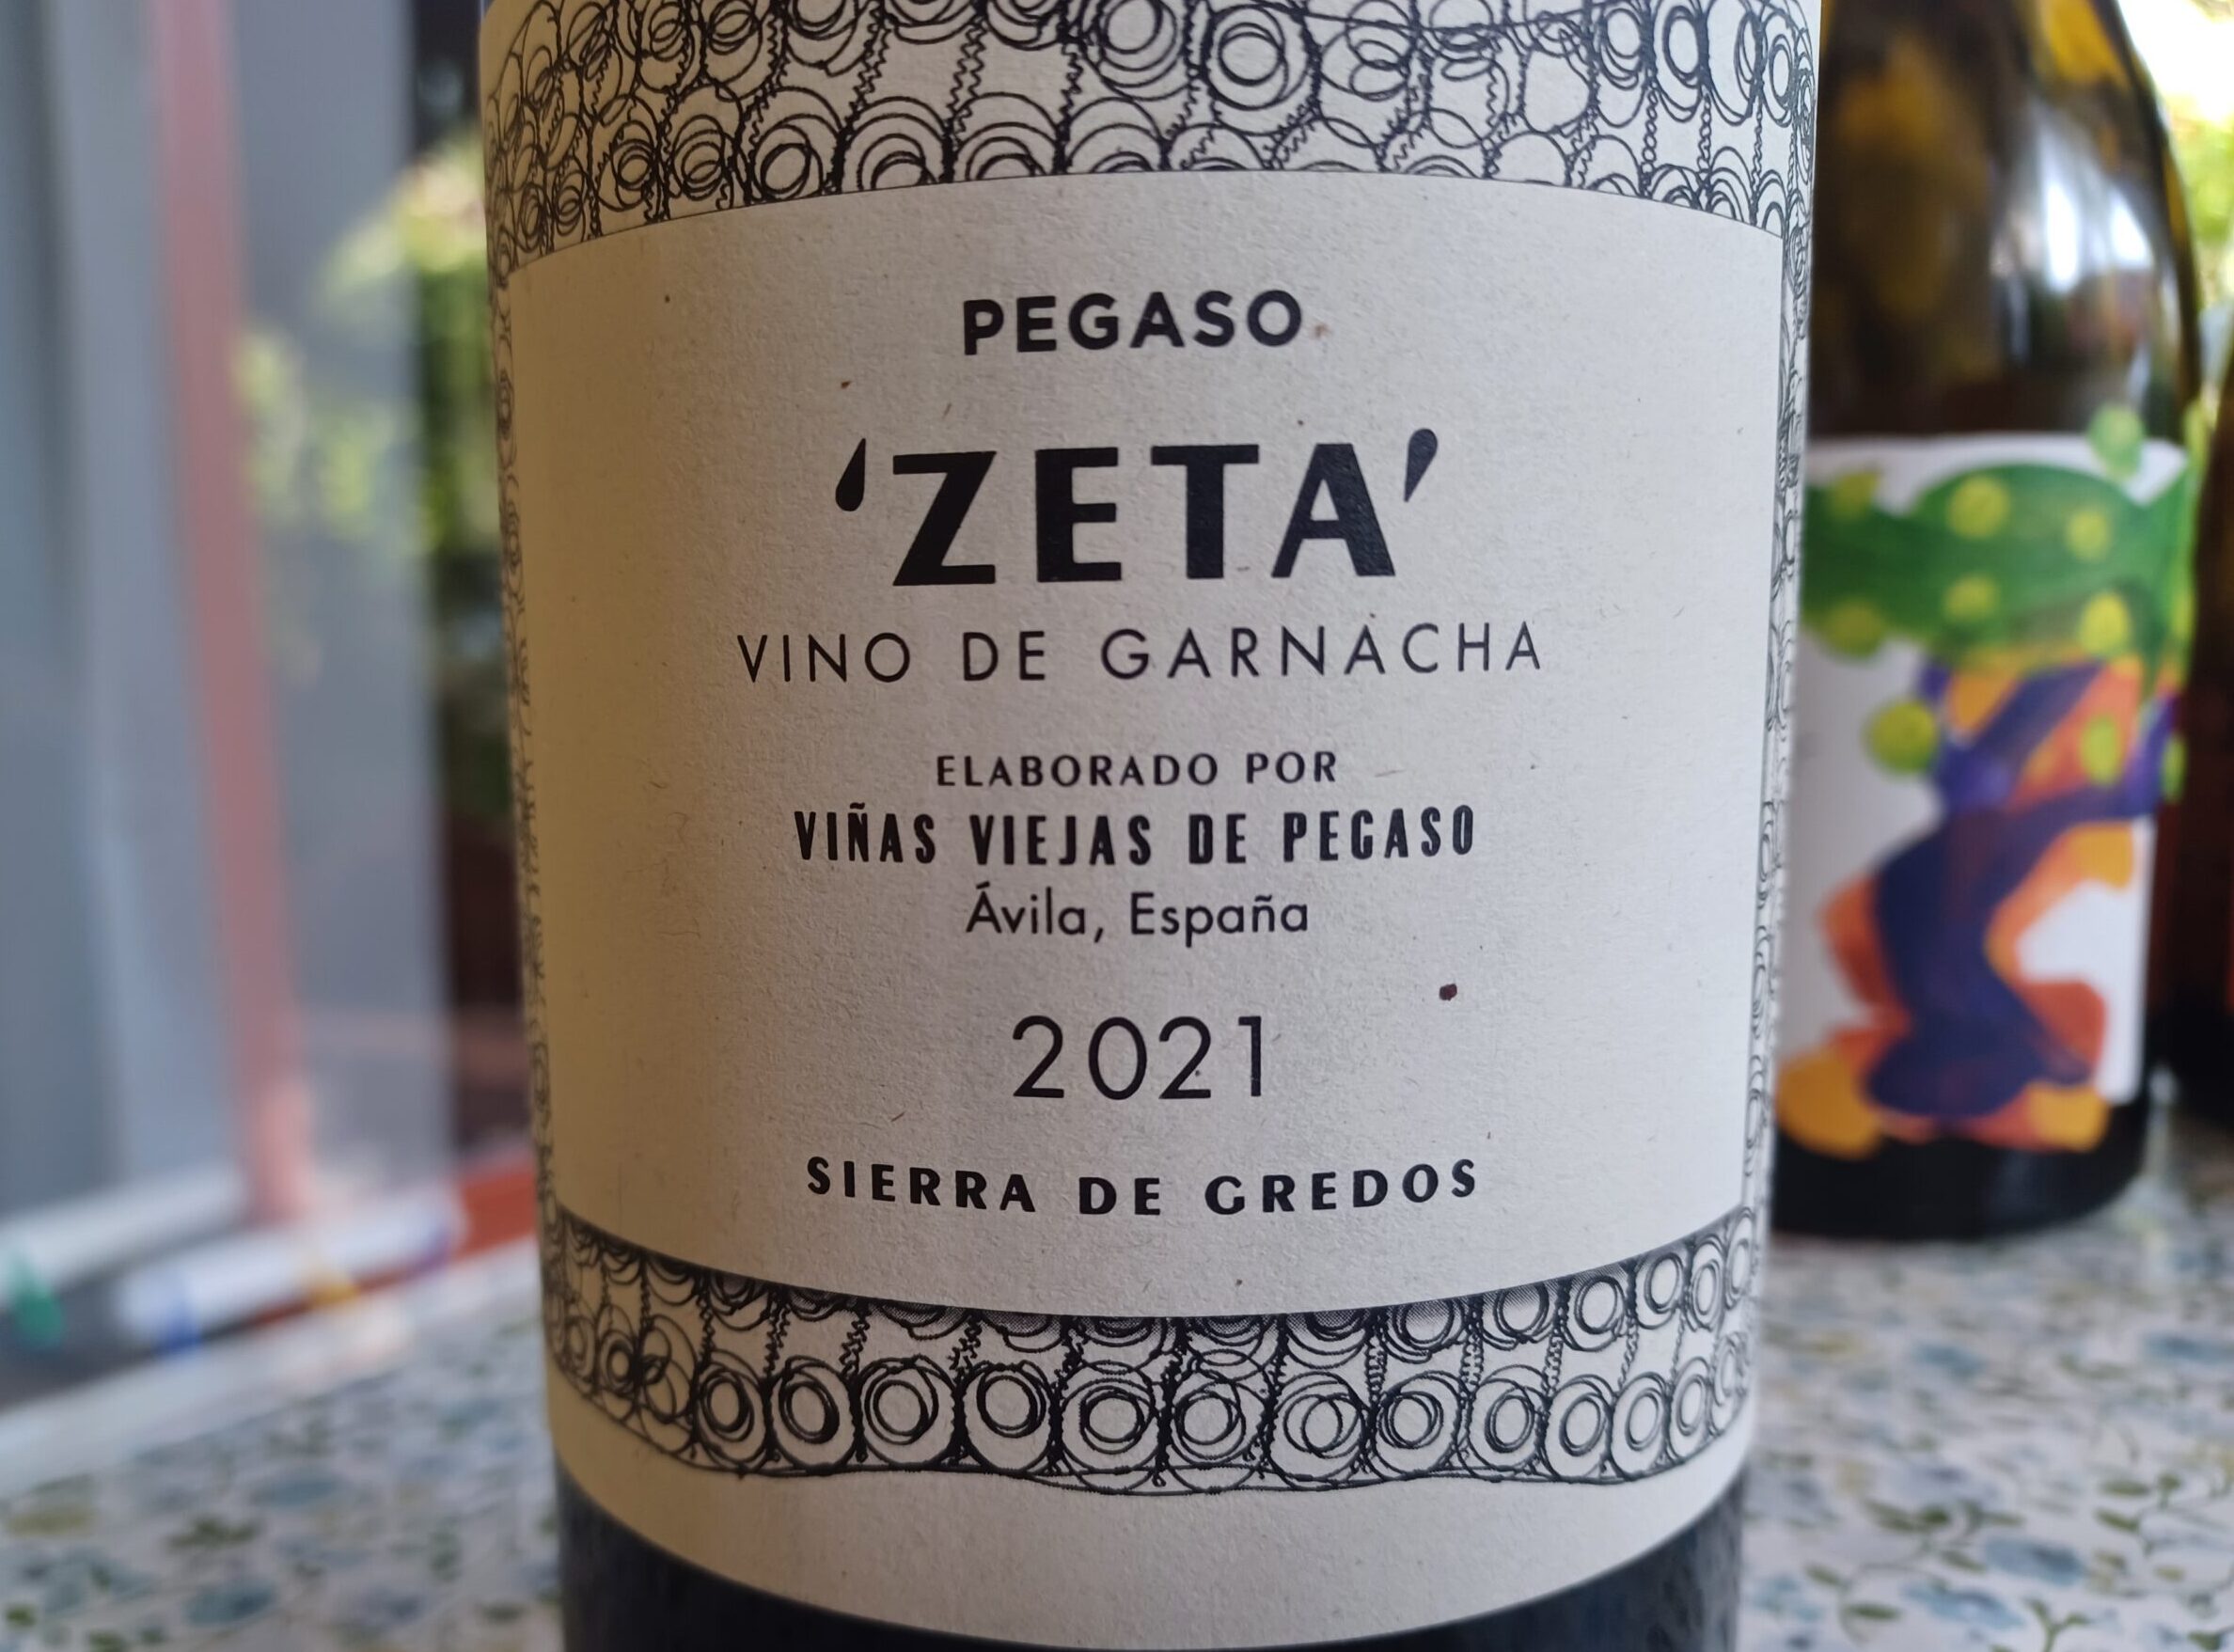 PEGASO
'ZETA'
VINO DE GARNACHA
ELABORADO POR
VIÑAS VIEJAS DE PEGASO
Ávila, España
2021
SIERRA DE GREDOS